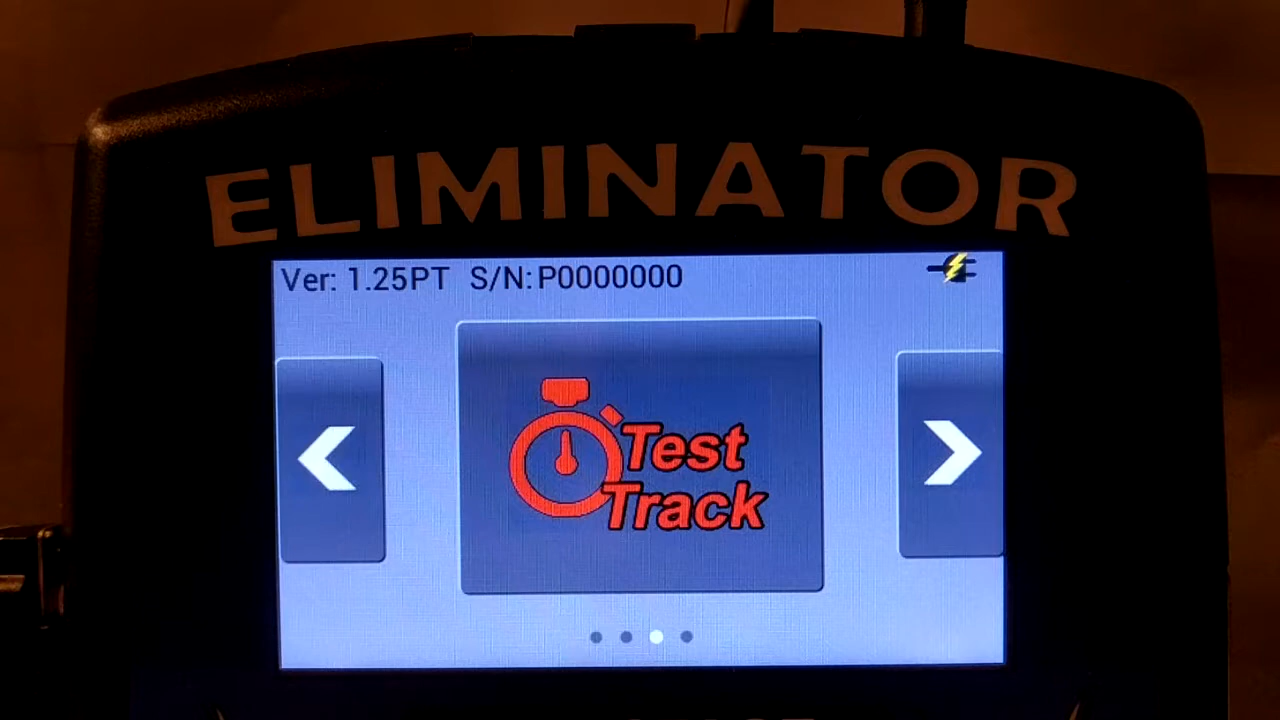 ELIMINATOR
Ver: 1.25PT S/N: P0000000
Test
Track